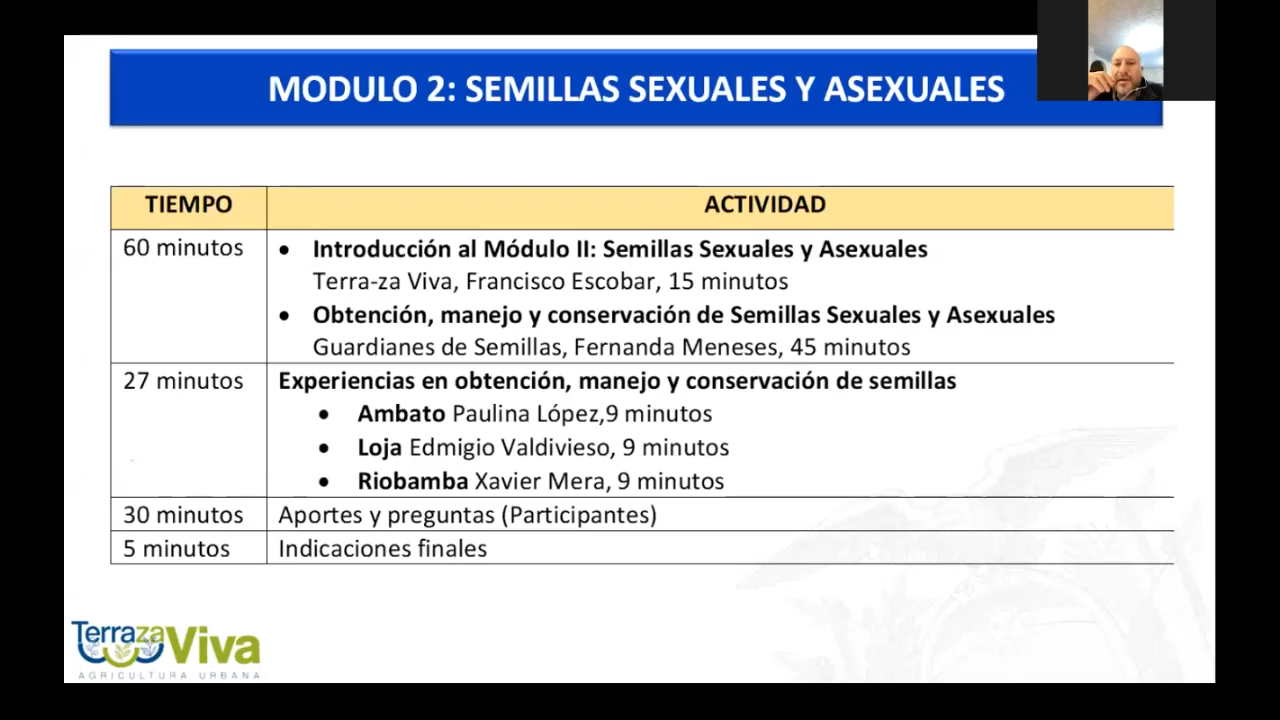 MODULO 2: SEMILLAS SEXUALES Y ASEXUALES
TIEMPO ACTIVIDAD
60 minutos • Introducción al Módulo II: Semillas Sexuales y Asexuales
Terra-za Viva, Francisco Escobar, 15 minutos
• Obtención, manejo y conservación de Semillas Sexuales y Asexuales
Guardianes de Semillas, Fernanda Meneses, 45 minutos
27 minutos Experiencias en obtención, manejo y conservación de semillas
• Ambato Paulina López,9 minutos
• Loja Edmigio Valdivieso, 9 minutos
• Riobamba Xavier Mera, 9 minutos
30 minutos Aportes y preguntas (Participantes)
5 minutos Indicaciones finales
Terraza Viva
AGRICULTURA URBANA